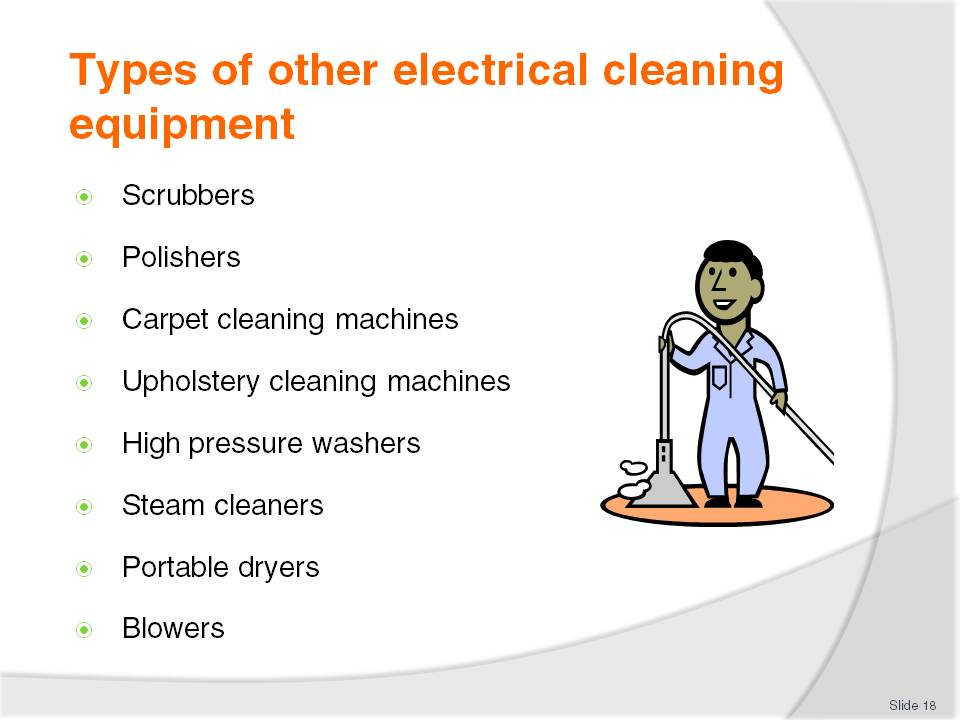 Types of other electrical cleaning
equipment
Scrubbers
Polishers
Carpet cleaning machines
Upholstery cleaning machines
High pressure washers
Steam cleaners
Portable dryers
Blowers
Slide 18